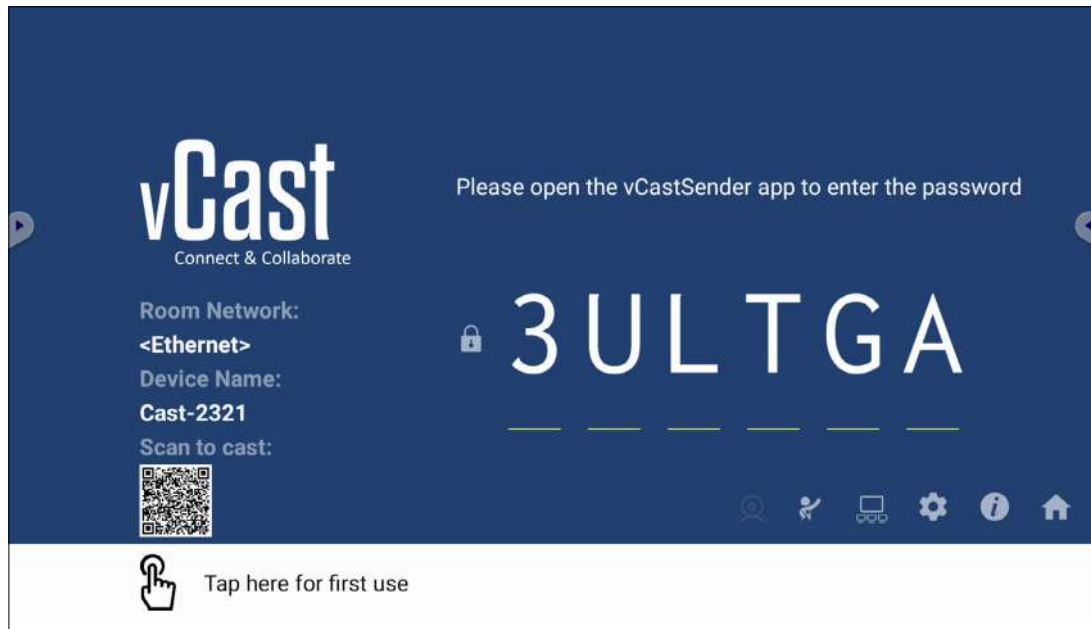 vCast
Connect & Collaborate
Please open the vCastSender app to enter the password
Room Network:
<Ethernet>
Device Name:
Cast-2321
Scan to cast:
3ULTGA
Tap here for first use